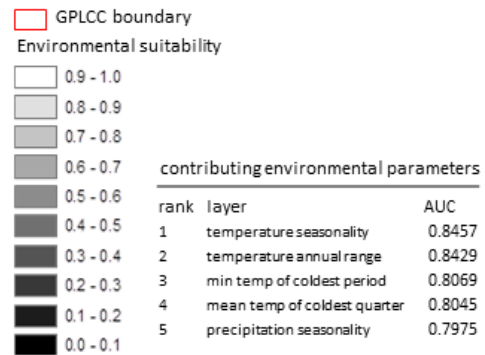 GPLCC boundary
Environmental suitability
0.9 - 1.0
0.8 - 0.9
0.7 - 0.8
0.6 - 0.7
0.5 - 0.6
0.4 - 0.5
0.3 - 0.4
0.2 - 0.3
0.1 - 0.2
0.0 - 0.1
contributing environmental parameters
rank layer AUC
1 temperature seasonality 0.8457
2 temperature annual range 0.8429
3 min temp of coldest period 0.8069
4 mean temp of coldest quarter 0.8045
5 precipitation seasonality 0.7975